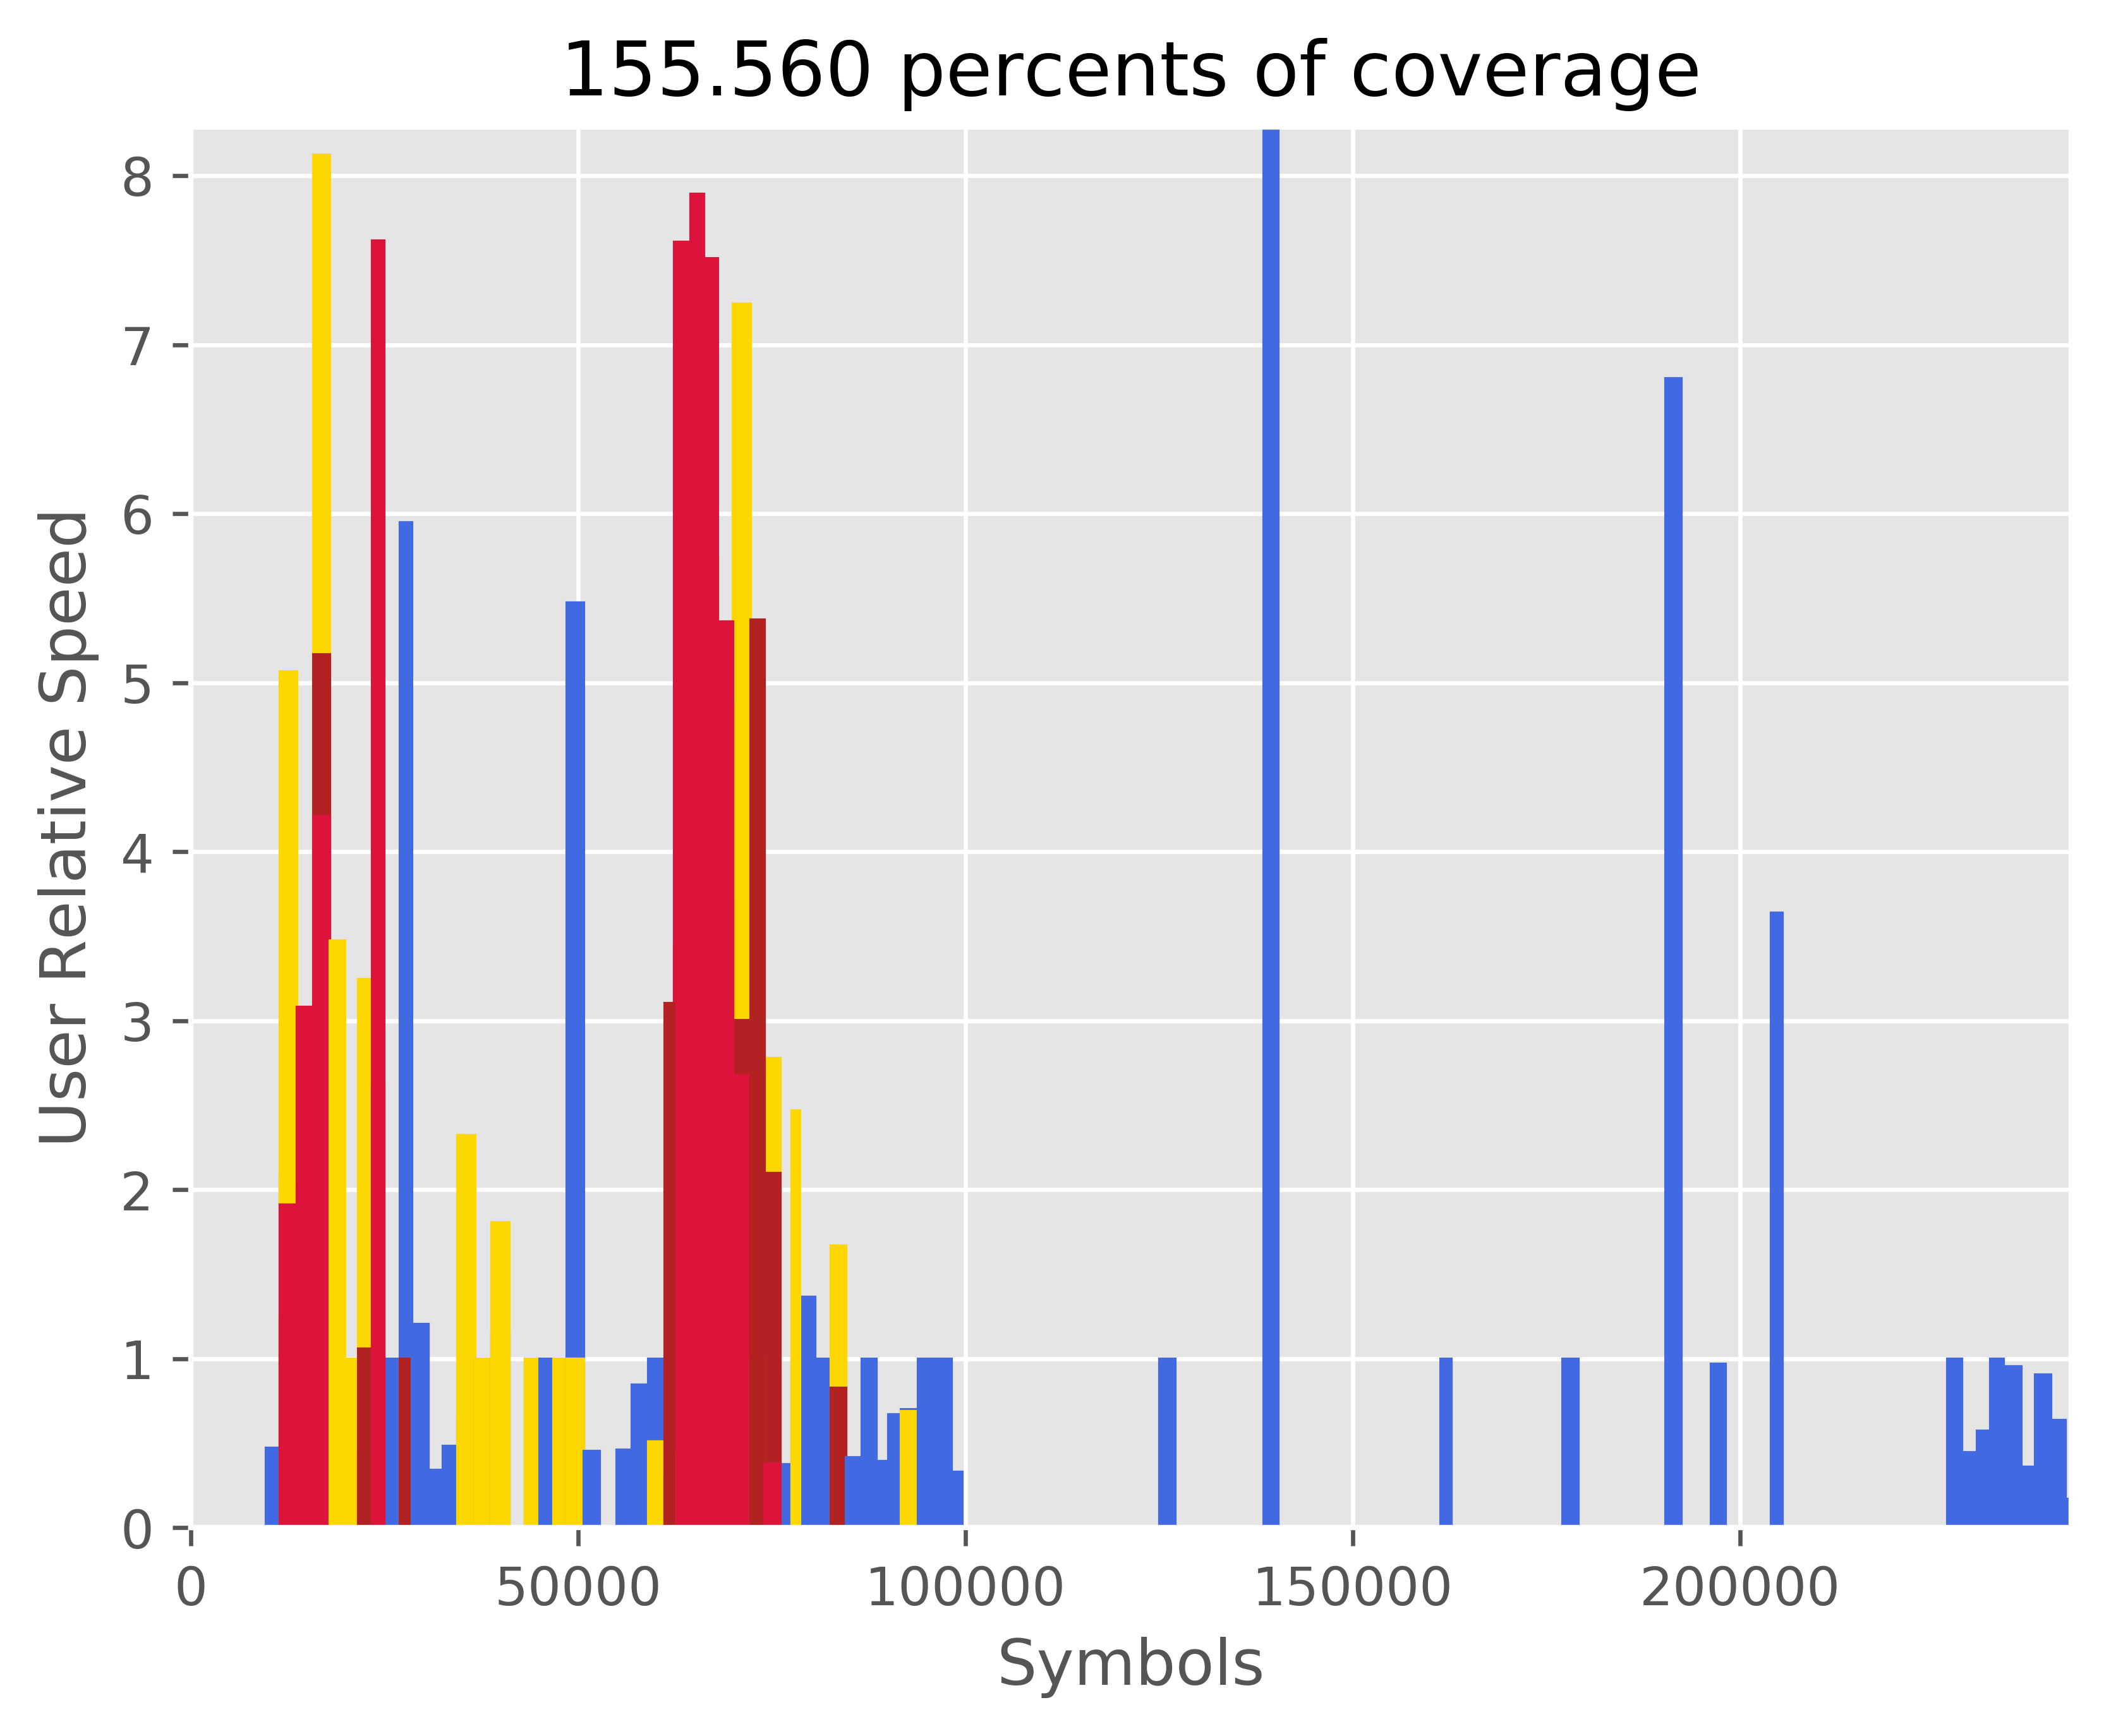 155.560 percents of coverage
8
7
6
5
4
3
2
1
0
User Relative Speed
0 50000 100000 150000 200000
Symbols